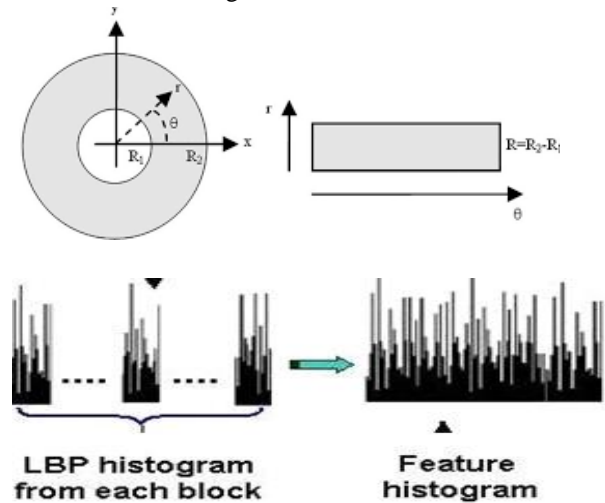 y
r
θ
x
R₁
R₂
r
R=R₂-R₁
θ
LBP histogram
from each block
Feature
histogram